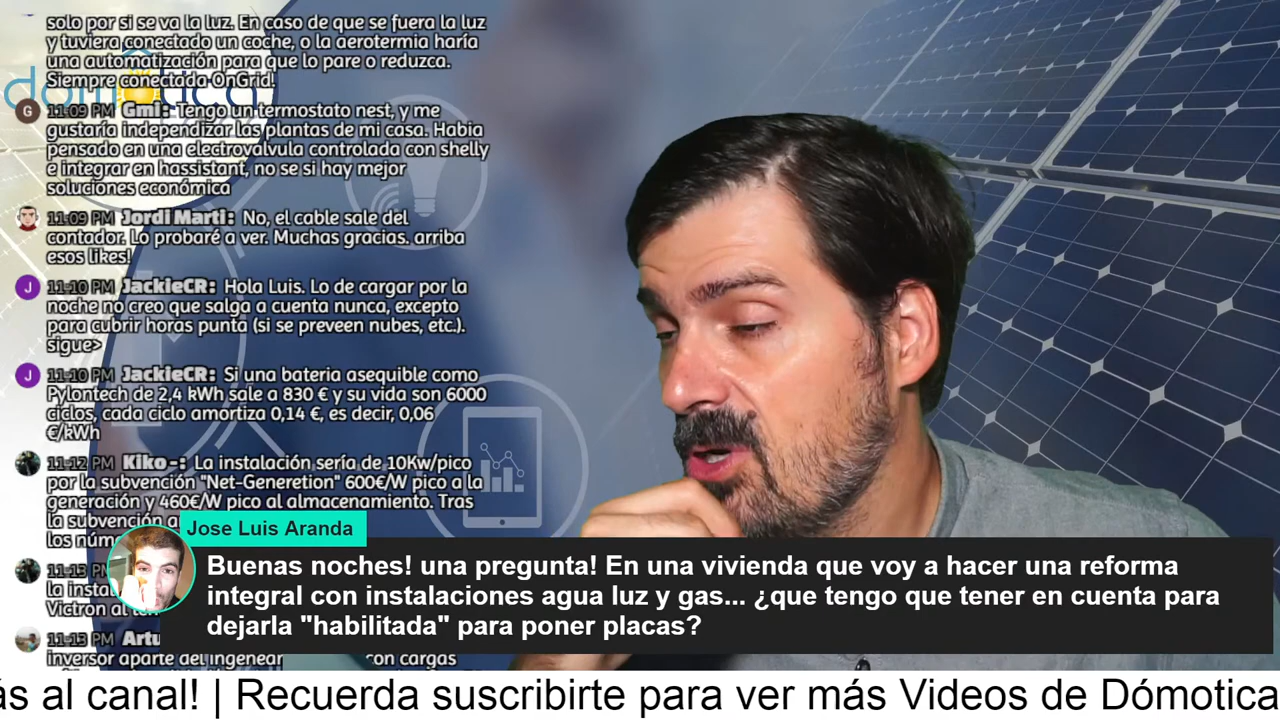 solo por si se va la luz. En caso de que se fuera la luz
y tuviera conectado un coche, o la aerotermia haría
una automatización para que lo pare o reduzca.
Siempre conectada OnGrid!
G 11:09 PM Gmi: Tengo un termostato nest, y me
gustaría independizar las plantas de mi casa. Habia
pensado en una electroválvula controlada con shelly
e integrar en hassistant, no se si hay mejor
soluciones económica
11:09 PM Jordi Marti: No, el cable sale del
contador. Lo probaré a ver. Muchas gracias. arriba
esos likes!
J 11:10 PM JackieCR: Hola Luis. Lo de cargar por la
noche no creo que salga a cuenta nunca, excepto
para cubrir horas punta (si se preveen nubes, etc.).
sigue>
J 11:10 PM JackieCR: Si una bateria asequible como
Pylontech de 2,4 kWh sale a 830 € y su vida son 6000
ciclos, cada ciclo amortiza 0,14 €, es decir, 0,06
€/kWh
11:12 PM Kiko-: La instalación sería de 10Kw/pico
por la subvención "Net-Generetion" 600€/W pico a la
generación y 460€/W pico al almacenamiento. Tras
la subvención
los
11:13
la
Victron al
11:13 PM
inversor aparte del con cargas
Jose Luis Aranda
Buenas noches! una pregunta! En una vivienda que voy a hacer una reforma
integral con instalaciones agua luz y gas... ¿que tengo que tener en cuenta para
dejarla "habilitada" para poner placas?
ás al canal! | Recuerda suscribirte para ver más Videos de Dómotica